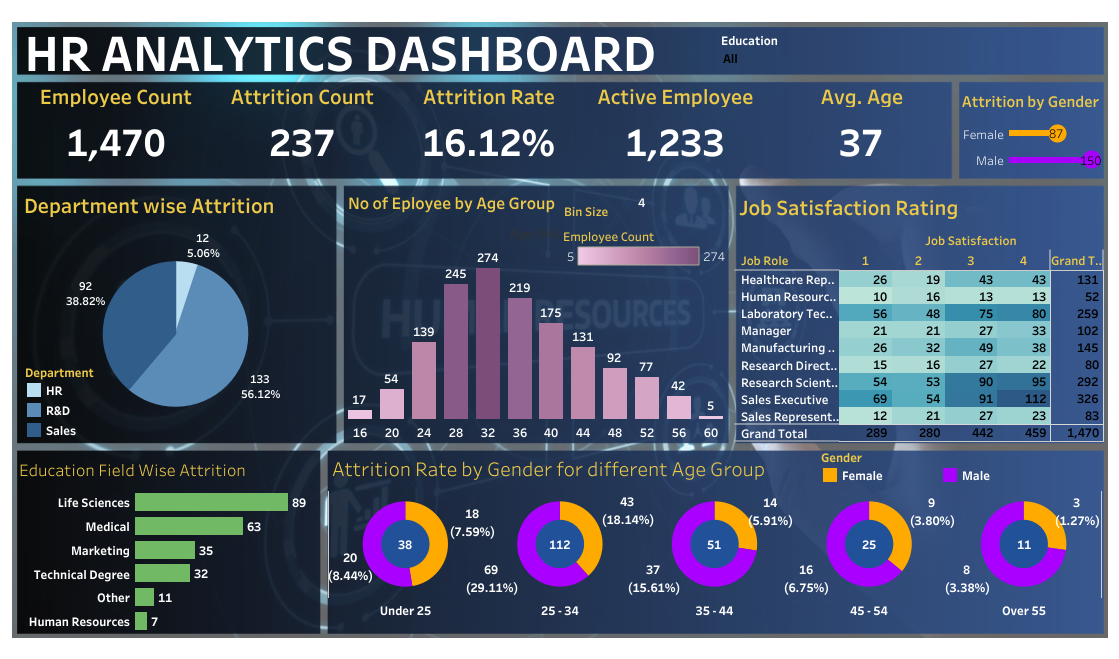 HR ANALYTICS DASHBOARD
Education
All
Employee Count
Attrition Count
Attrition Rate
Active Employee
Avg. Age
1,470
237
16.12%
1,233
37
Attrition by Gender
Female 87
Male 150
Department wise Attrition
12
5.06%
92
38.82%
133
56.12%
Department
HR
R&D
Sales
No of Eployee by Age Group
Bin Size
4
Employee Count
5 274
HUMAN RESOURCES
17 54 139 245 274 219 175 131 92 77 42 5
16 20 24 28 32 36 40 44 48 52 56 60
Job Satisfaction Rating
Job Satisfaction
Job Role 1 2 3 4 Grand T..
Healthcare Rep.. 26 19 43 43 131
Human Resourc.. 10 16 13 13 52
Laboratory Tec.. 56 48 75 80 259
Manager 21 21 27 33 102
Manufacturing .. 26 32 49 38 145
Research Direct.. 15 16 27 22 80
Research Scient.. 54 53 90 95 292
Sales Executive 69 54 91 112 326
Sales Represent.. 12 21 27 23 83
Grand Total 289 280 442 459 1,470
Education Field Wise Attrition
Life Sciences 89
Medical 63
Marketing 35
Technical Degree 32
Other 11
Human Resources 7
Attrition Rate by Gender for different Age Group
Gender
Female
Male
18
(7.59%)
38
20
(8.44%)
Under 25
43
(18.14%)
112
69
(29.11%)
25 - 34
14
(5.91%)
51
37
(15.61%)
35 - 44
9
(3.80%)
25
16
(6.75%)
45 - 54
3
(1.27%)
11
8
(3.38%)
Over 55